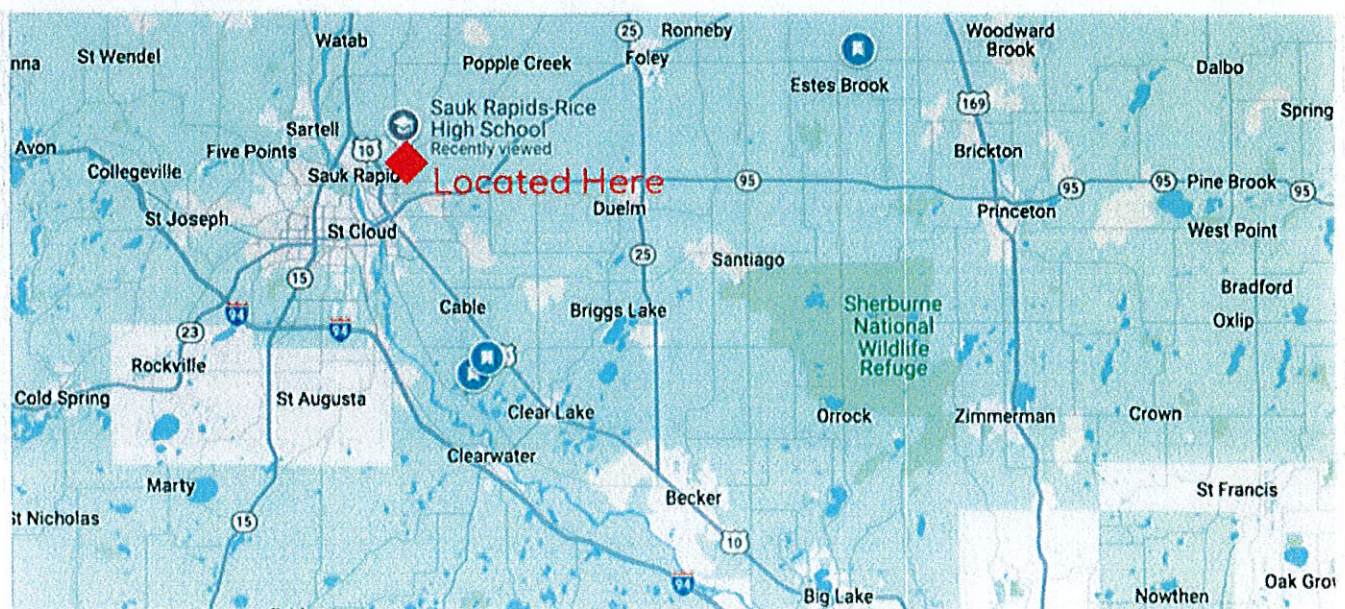 Watab
25
Ronneby
Woodward
Brook
nna
St Wendel
Popple Creek
Foley
Estes Brook
Dalbo
169
Spring
Sauk Rapids-Rice
High School
Recently viewed
Sartell
10
Avon
Five Points
Brickton
Collegeville
Sauk Rapid
Located Here
95
95
95
Pine Brook
95
St Joseph
Duelm
Princeton
St Cloud
West Point
25
Santiago
15
Bradford
Cable
Briggs Lake
Sherburne
National
Wildlife
Refuge
Oxlip
94
23
94
Rockville
Cold Spring
St Augusta
Clear Lake
Orrock
Zimmerman
Crown
Clearwater
Marty
Becker
St Francis
St Nicholas
15
10
94
Big Lake
Nowthen
Oak Gro